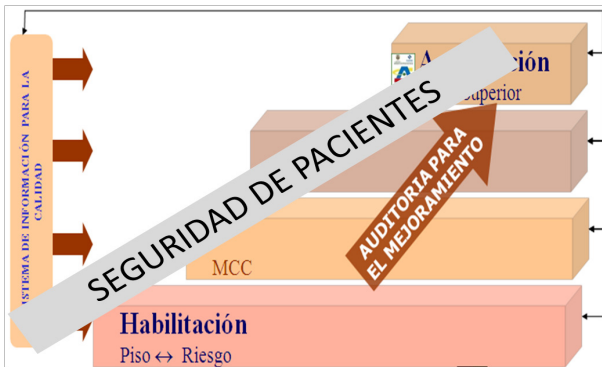 SISTEMA DE INFORMACIÓN PARA LA
CALIDAD
SEGURIDAD DE PACIENTES
Superior
AUDITORIA PARA
EL MEJORAMIENTO
MCC
Habilitación
Piso ↔ Riesgo